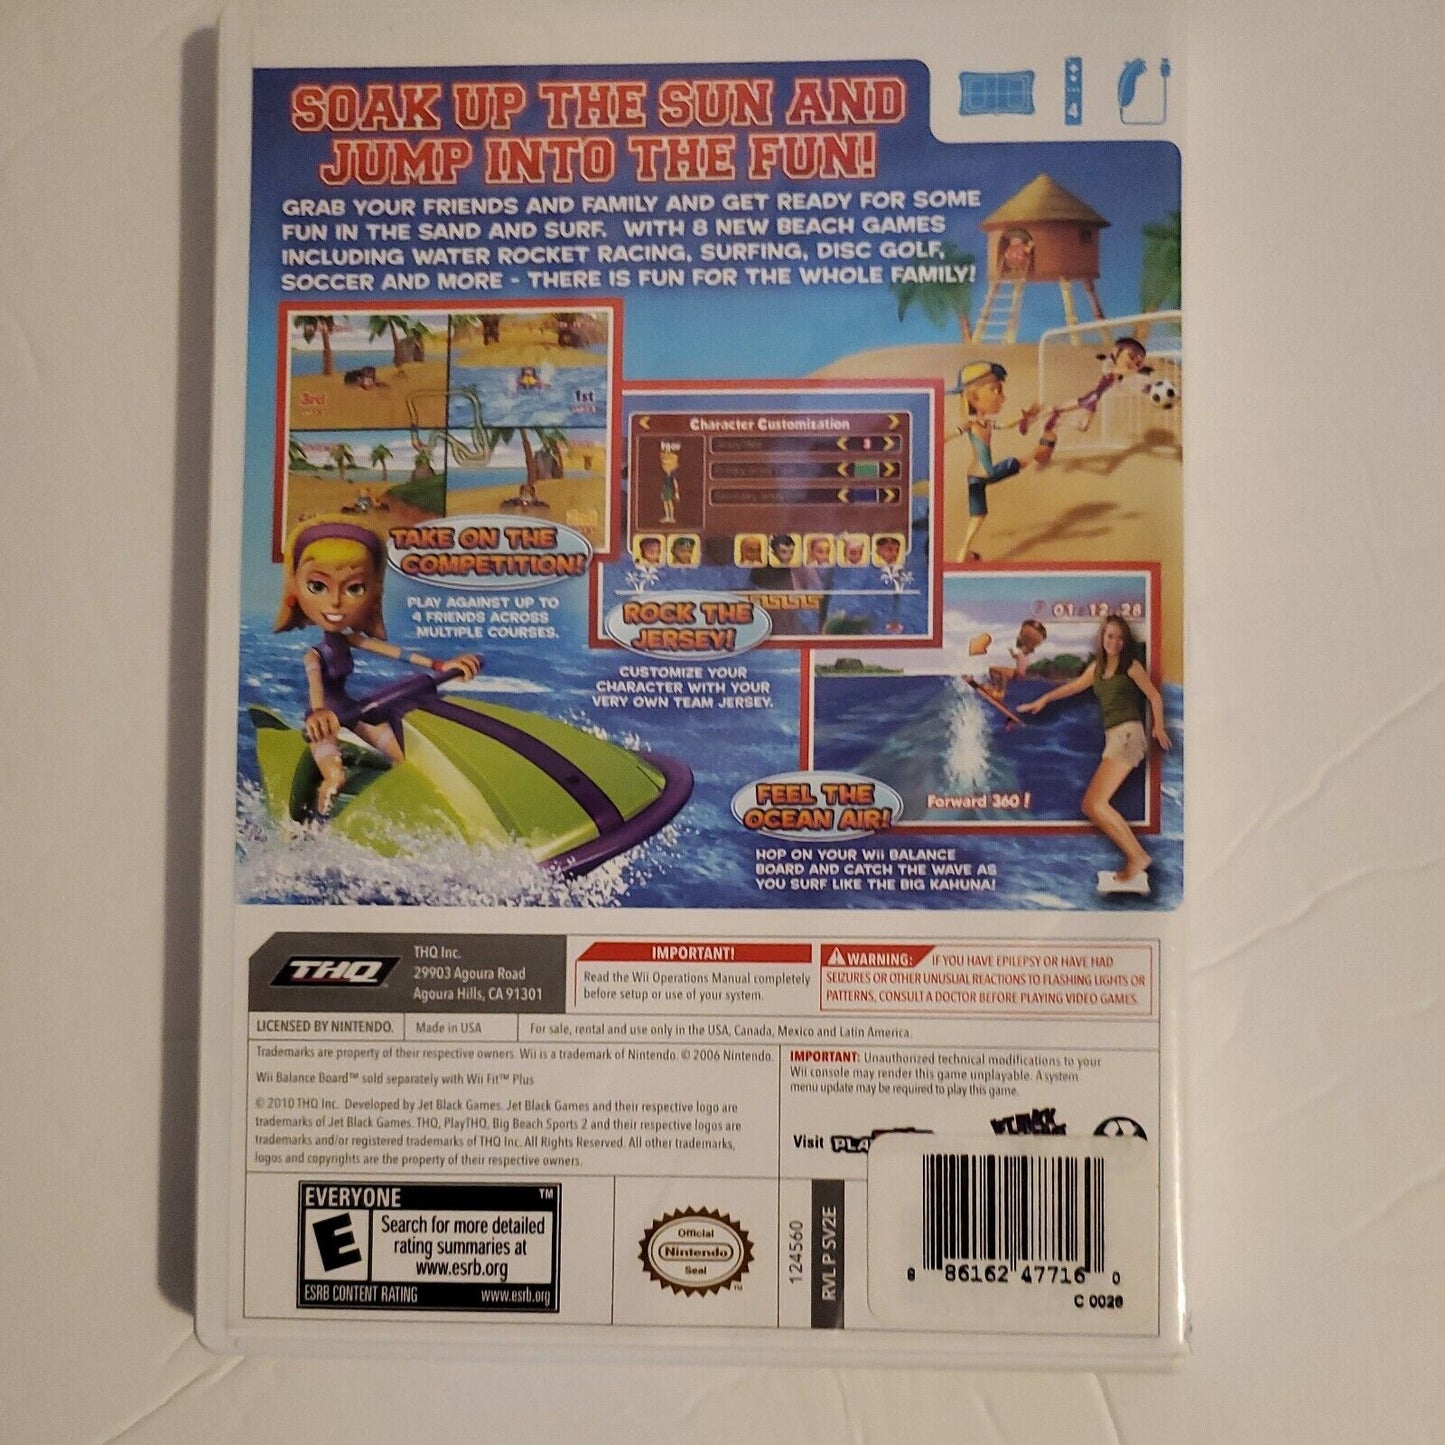 SOAK UP THE SUN AND
JUMP INTO THE FUN!
4
GRAB YOUR FRIENDS AND FAMILY AND GET READY FOR SOME
FUN IN THE SAND AND SURF. WITH 8 NEW BEACH GAMES
INCLUDING WATER ROCKET RACING, SURFING, DISC GOLF,
SOCCER AND MORE - THERE IS FUN FOR THE WHOLE FAMILY!
3rd
1st
2nd
TAKE ON THE
COMPETITION!
PLAY AGAINST UP TO
4 FRIENDS ACROSS
MULTIPLE COURSES.
Character Customization
3
ROCK THE
JERSEY!
CUSTOMIZE YOUR
CHARACTER WITH YOUR
VERY OWN TEAM JERSEY.
01:12:28
Forward 360!
FEEL THE
OCEAN AIR!
HOP ON YOUR Wii BALANCE
BOARD AND CATCH THE WAVE AS
YOU SURF LIKE THE BIG KAHUNA!
THQ
THQ Inc.
29903 Agoura Road
Agoura Hills, CA 91301
IMPORTANT!
Read the Wii Operations Manual completely
before setup or use of your system.
WARNING: IF YOU HAVE EPILEPSY OR HAVE HAD
SEIZURES OR OTHER UNUSUAL REACTIONS TO FLASHING LIGHTS OR
PATTERNS, CONSULT A DOCTOR BEFORE PLAYING VIDEO GAMES.
LICENSED BY NINTENDO. Made in USA For sale, rental and use only in the USA, Canada, Mexico and Latin America.
Trademarks are property of their respective owners. Wii is a trademark of Nintendo. © 2006 Nintendo.
Wii Balance Board™ sold separately with Wii Fit™ Plus
© 2010 THQ Inc. Developed by Jet Black Games. Jet Black Games and their respective logo are
trademarks of Jet Black Games. THQ, PlayTHQ, Big Beach Sports 2 and their respective logos are
trademarks and/or registered trademarks of THQ Inc. All Rights Reserved. All other trademarks,
logos and copyrights are the property of their respective owners.
IMPORTANT: Unauthorized technical modifications to your
Wii console may render this game unplayable. A system
menu update may be required to play this game.
Visit PLA
JET BLACK
EVERYONE ™
E
Search for more detailed
rating summaries at
www.esrb.org
ESRB CONTENT RATING www.esrb.org
Official
Nintendo
Seal
™
124560
RVL P SV2E
8 86162 47716 0
C 0026